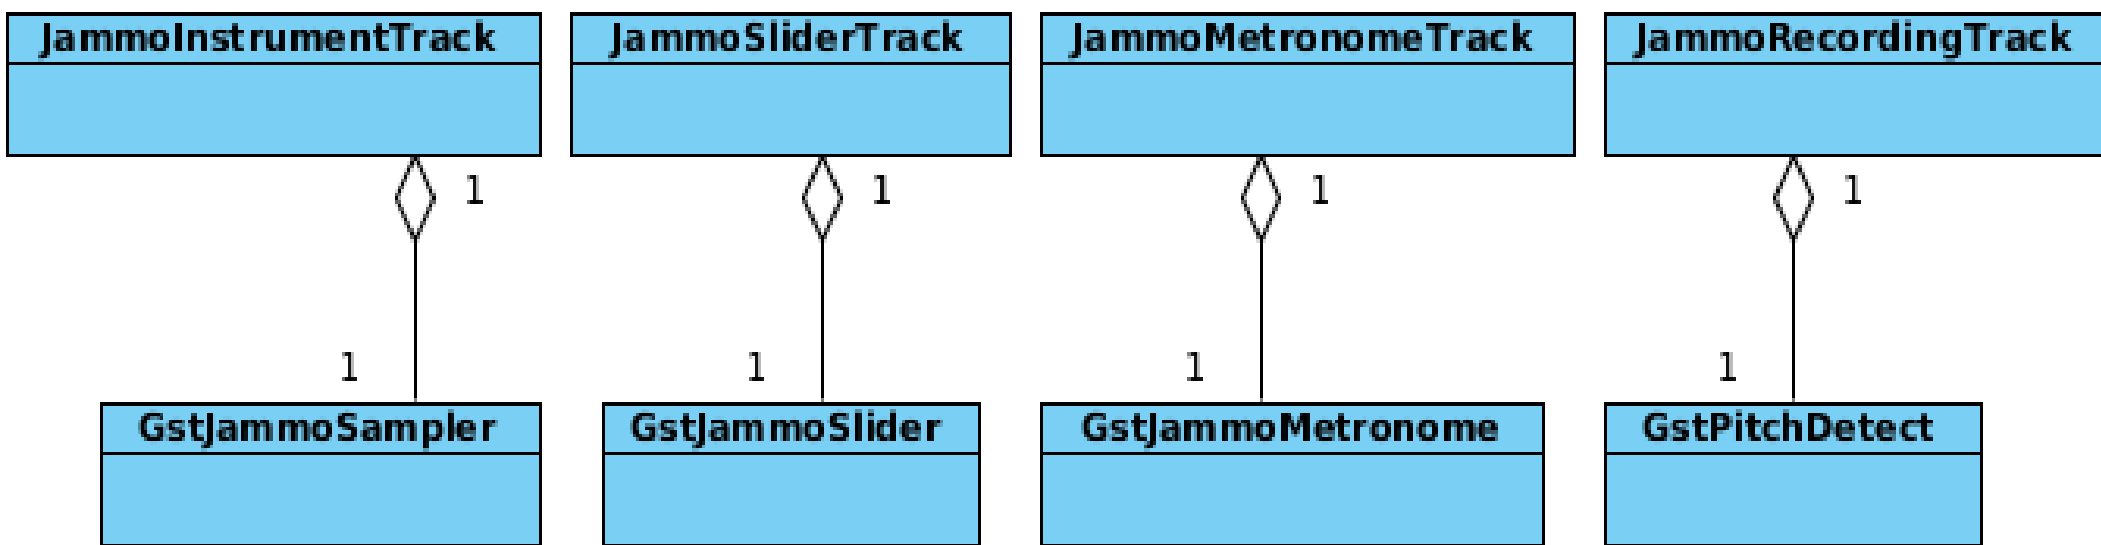 JammoInstrumentTrack JammoSliderTrack JammoMetronomeTrack JammoRecordingTrack
1 1 1 1
1 1 1 1
GstJammoSampler GstJammoSlider GstJammoMetronome GstPitchDetect